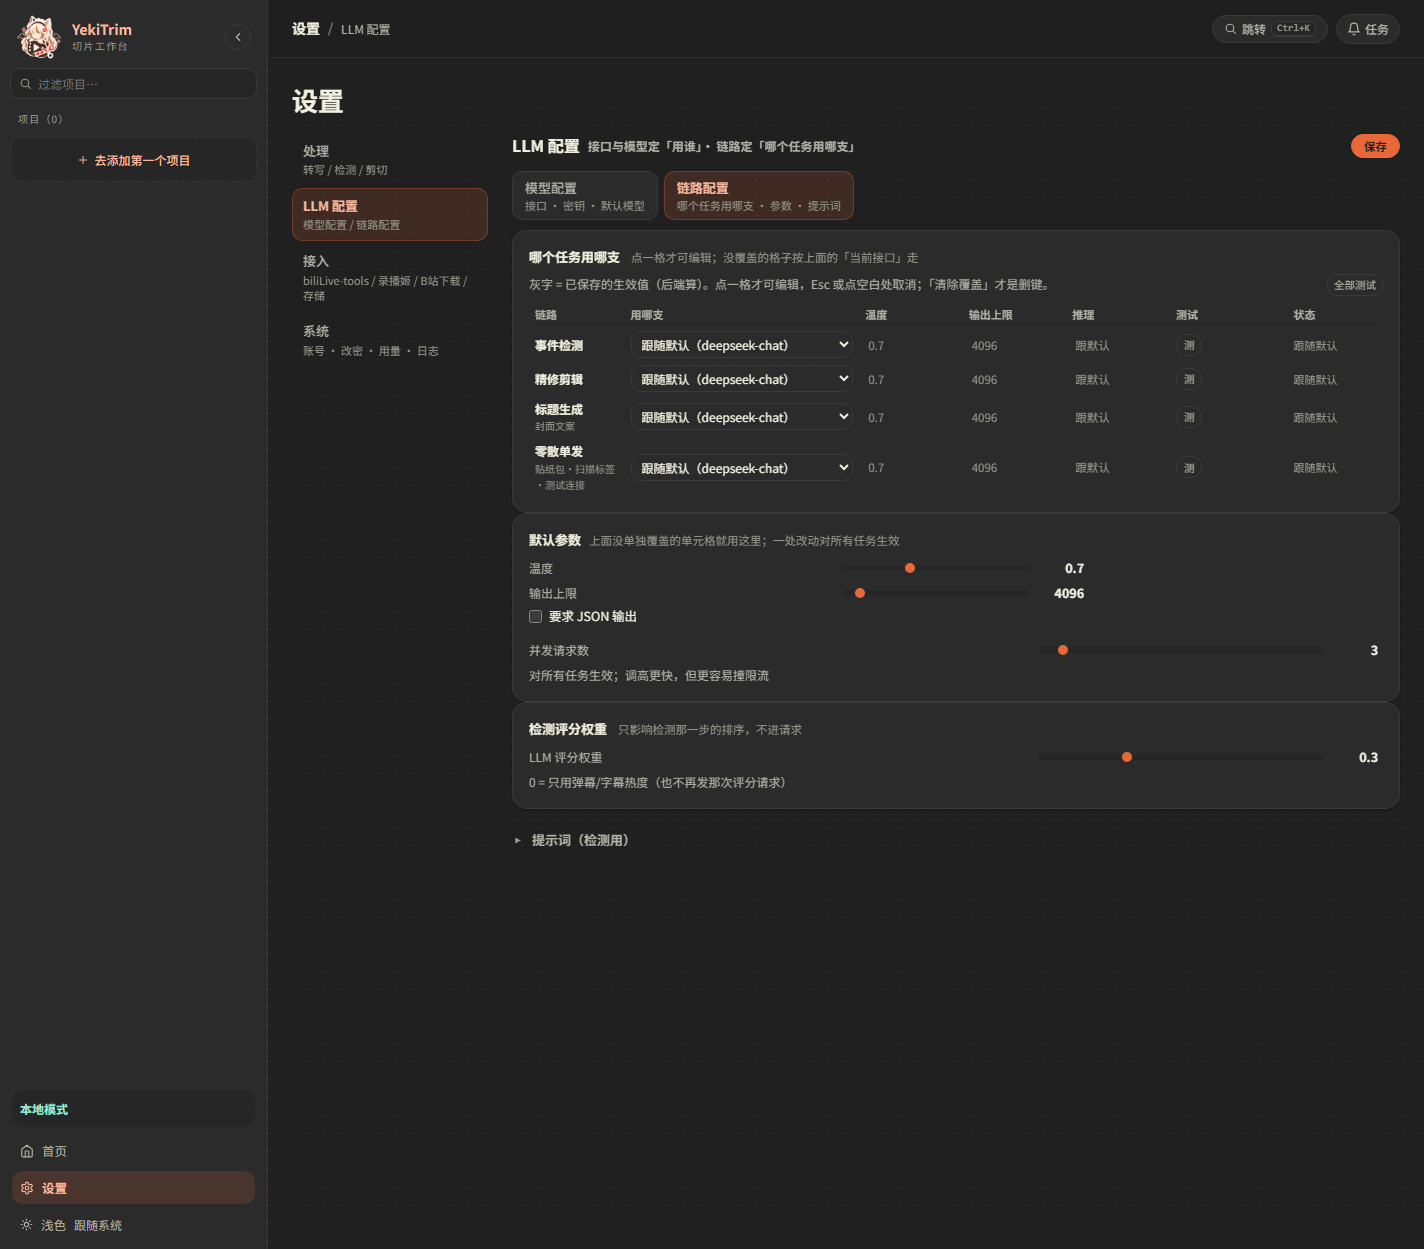 YekiTrim
切片工作台
过滤项目…
项目（0）
+ 去添加第一个项目
本地模式
首页
设置
浅色 跟随系统
设置 / LLM 配置
跳转 Ctrl+K
任务
设置
处理
转写 / 检测 / 剪切
LLM 配置
模型配置 / 链路配置
接入
biliLive-tools / 录播姬 / B站下载 /
存储
系统
账号 · 改密 · 用量 · 日志
LLM 配置 接口与模型定「用谁」· 链路定「哪个任务用哪支」
保存
模型配置
接口 · 密钥 · 默认模型
链路配置
哪个任务用哪支 · 参数 · 提示词
哪个任务用哪支 点一格才可编辑；没覆盖的格子按上面的「当前接口」走
灰字 = 已保存的生效值（后端算）。点一格才可编辑，Esc 或点空白处取消；「清除覆盖」才是删键。
全部测试
链路 用哪支 温度 输出上限 推理 测试 状态
事件检测 跟随默认（deepseek-chat） 0.7 4096 跟默认 测 跟随默认
精修剪辑 跟随默认（deepseek-chat） 0.7 4096 跟默认 测 跟随默认
标题生成 跟随默认（deepseek-chat） 0.7 4096 跟默认 测 跟随默认
封面文案
零散单发
贴纸包·扫描标签 跟随默认（deepseek-chat） 0.7 4096 跟默认 测 跟随默认
·测试连接
默认参数 上面没单独覆盖的单元格就用这里；一处改动对所有任务生效
温度 0.7
输出上限 4096
要求 JSON 输出
并发请求数 3
对所有任务生效；调高更快，但更容易撞限流
检测评分权重 只影响检测那一步的排序，不进请求
LLM 评分权重 0.3
0 = 只用弹幕/字幕热度（也不再发那次评分请求）
提示词（检测用）